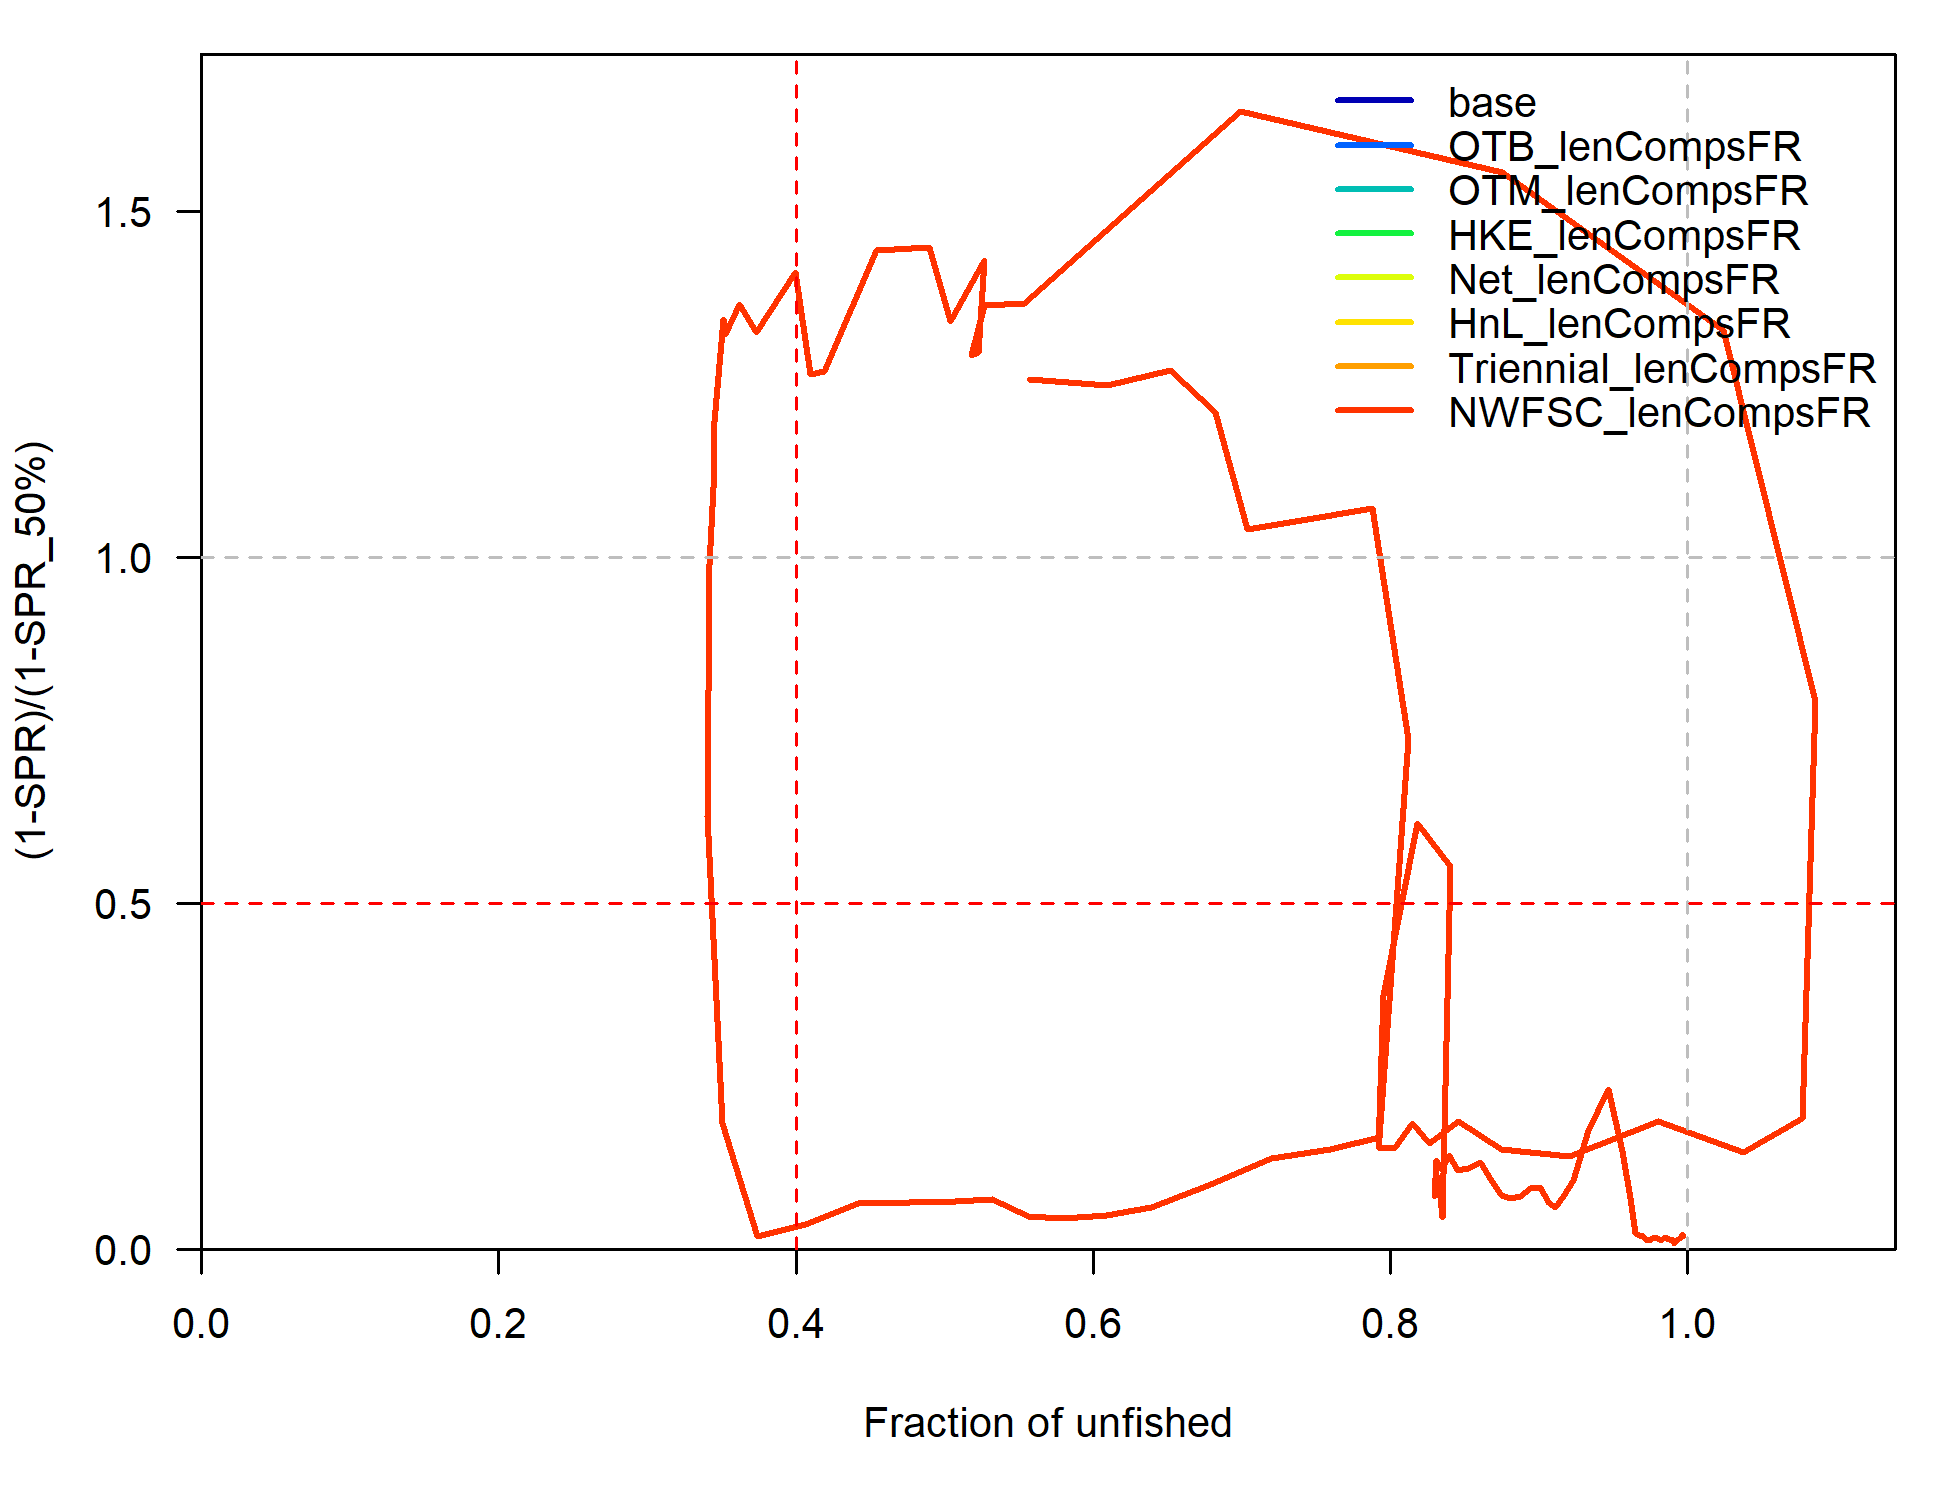 base
OTB_lenCompsFR
OTM_lenCompsFR
HKE_lenCompsFR
Net_lenCompsFR
HnL_lenCompsFR
Triennial_lenCompsFR
NWFSC_lenCompsFR
(1-SPR)/(1-SPR_50%)
1.5
1.0
0.5
0.0
0.0 0.2 0.4 0.6 0.8 1.0
Fraction of unfished